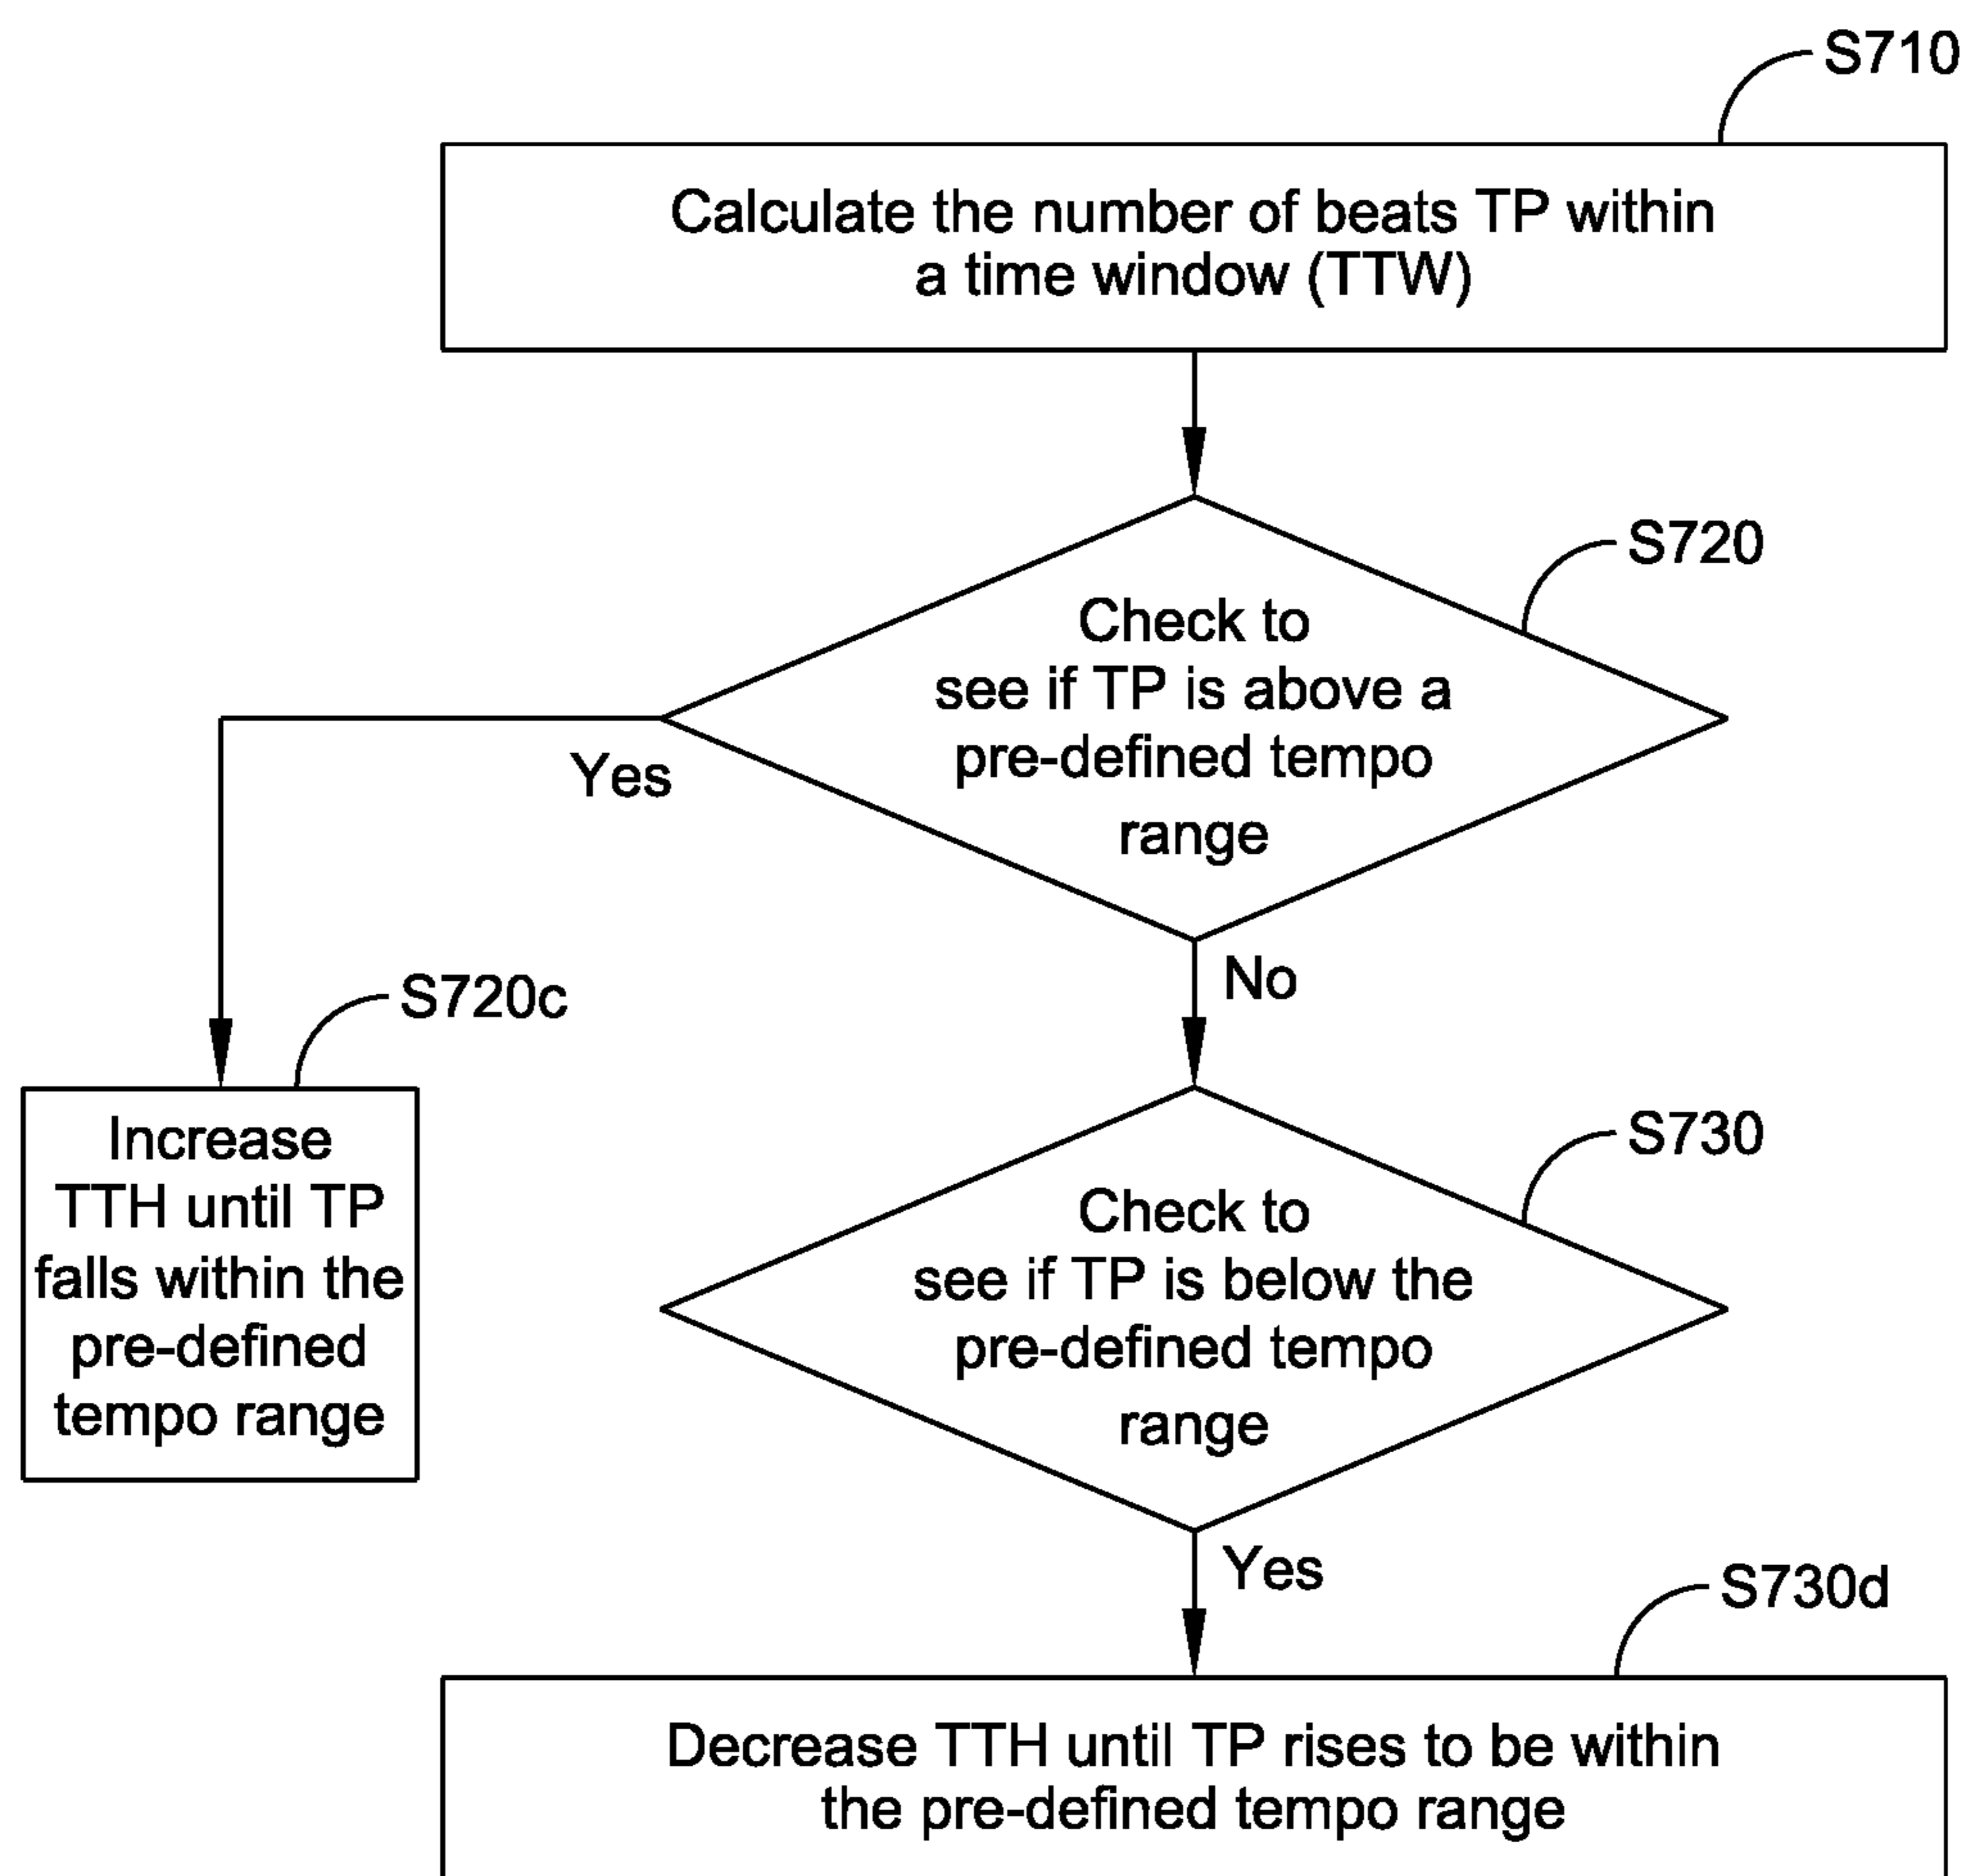 S710
Calculate the number of beats TP within
a time window (TTW)
S720
Check to
see if TP is above a
pre-defined tempo
range
Yes
No
S720c
Increase
TTH until TP
falls within the
pre-defined
tempo range
S730
Check to
see if TP is below the
pre-defined tempo
range
Yes
S730d
Decrease TTH until TP rises to be within
the pre-defined tempo range